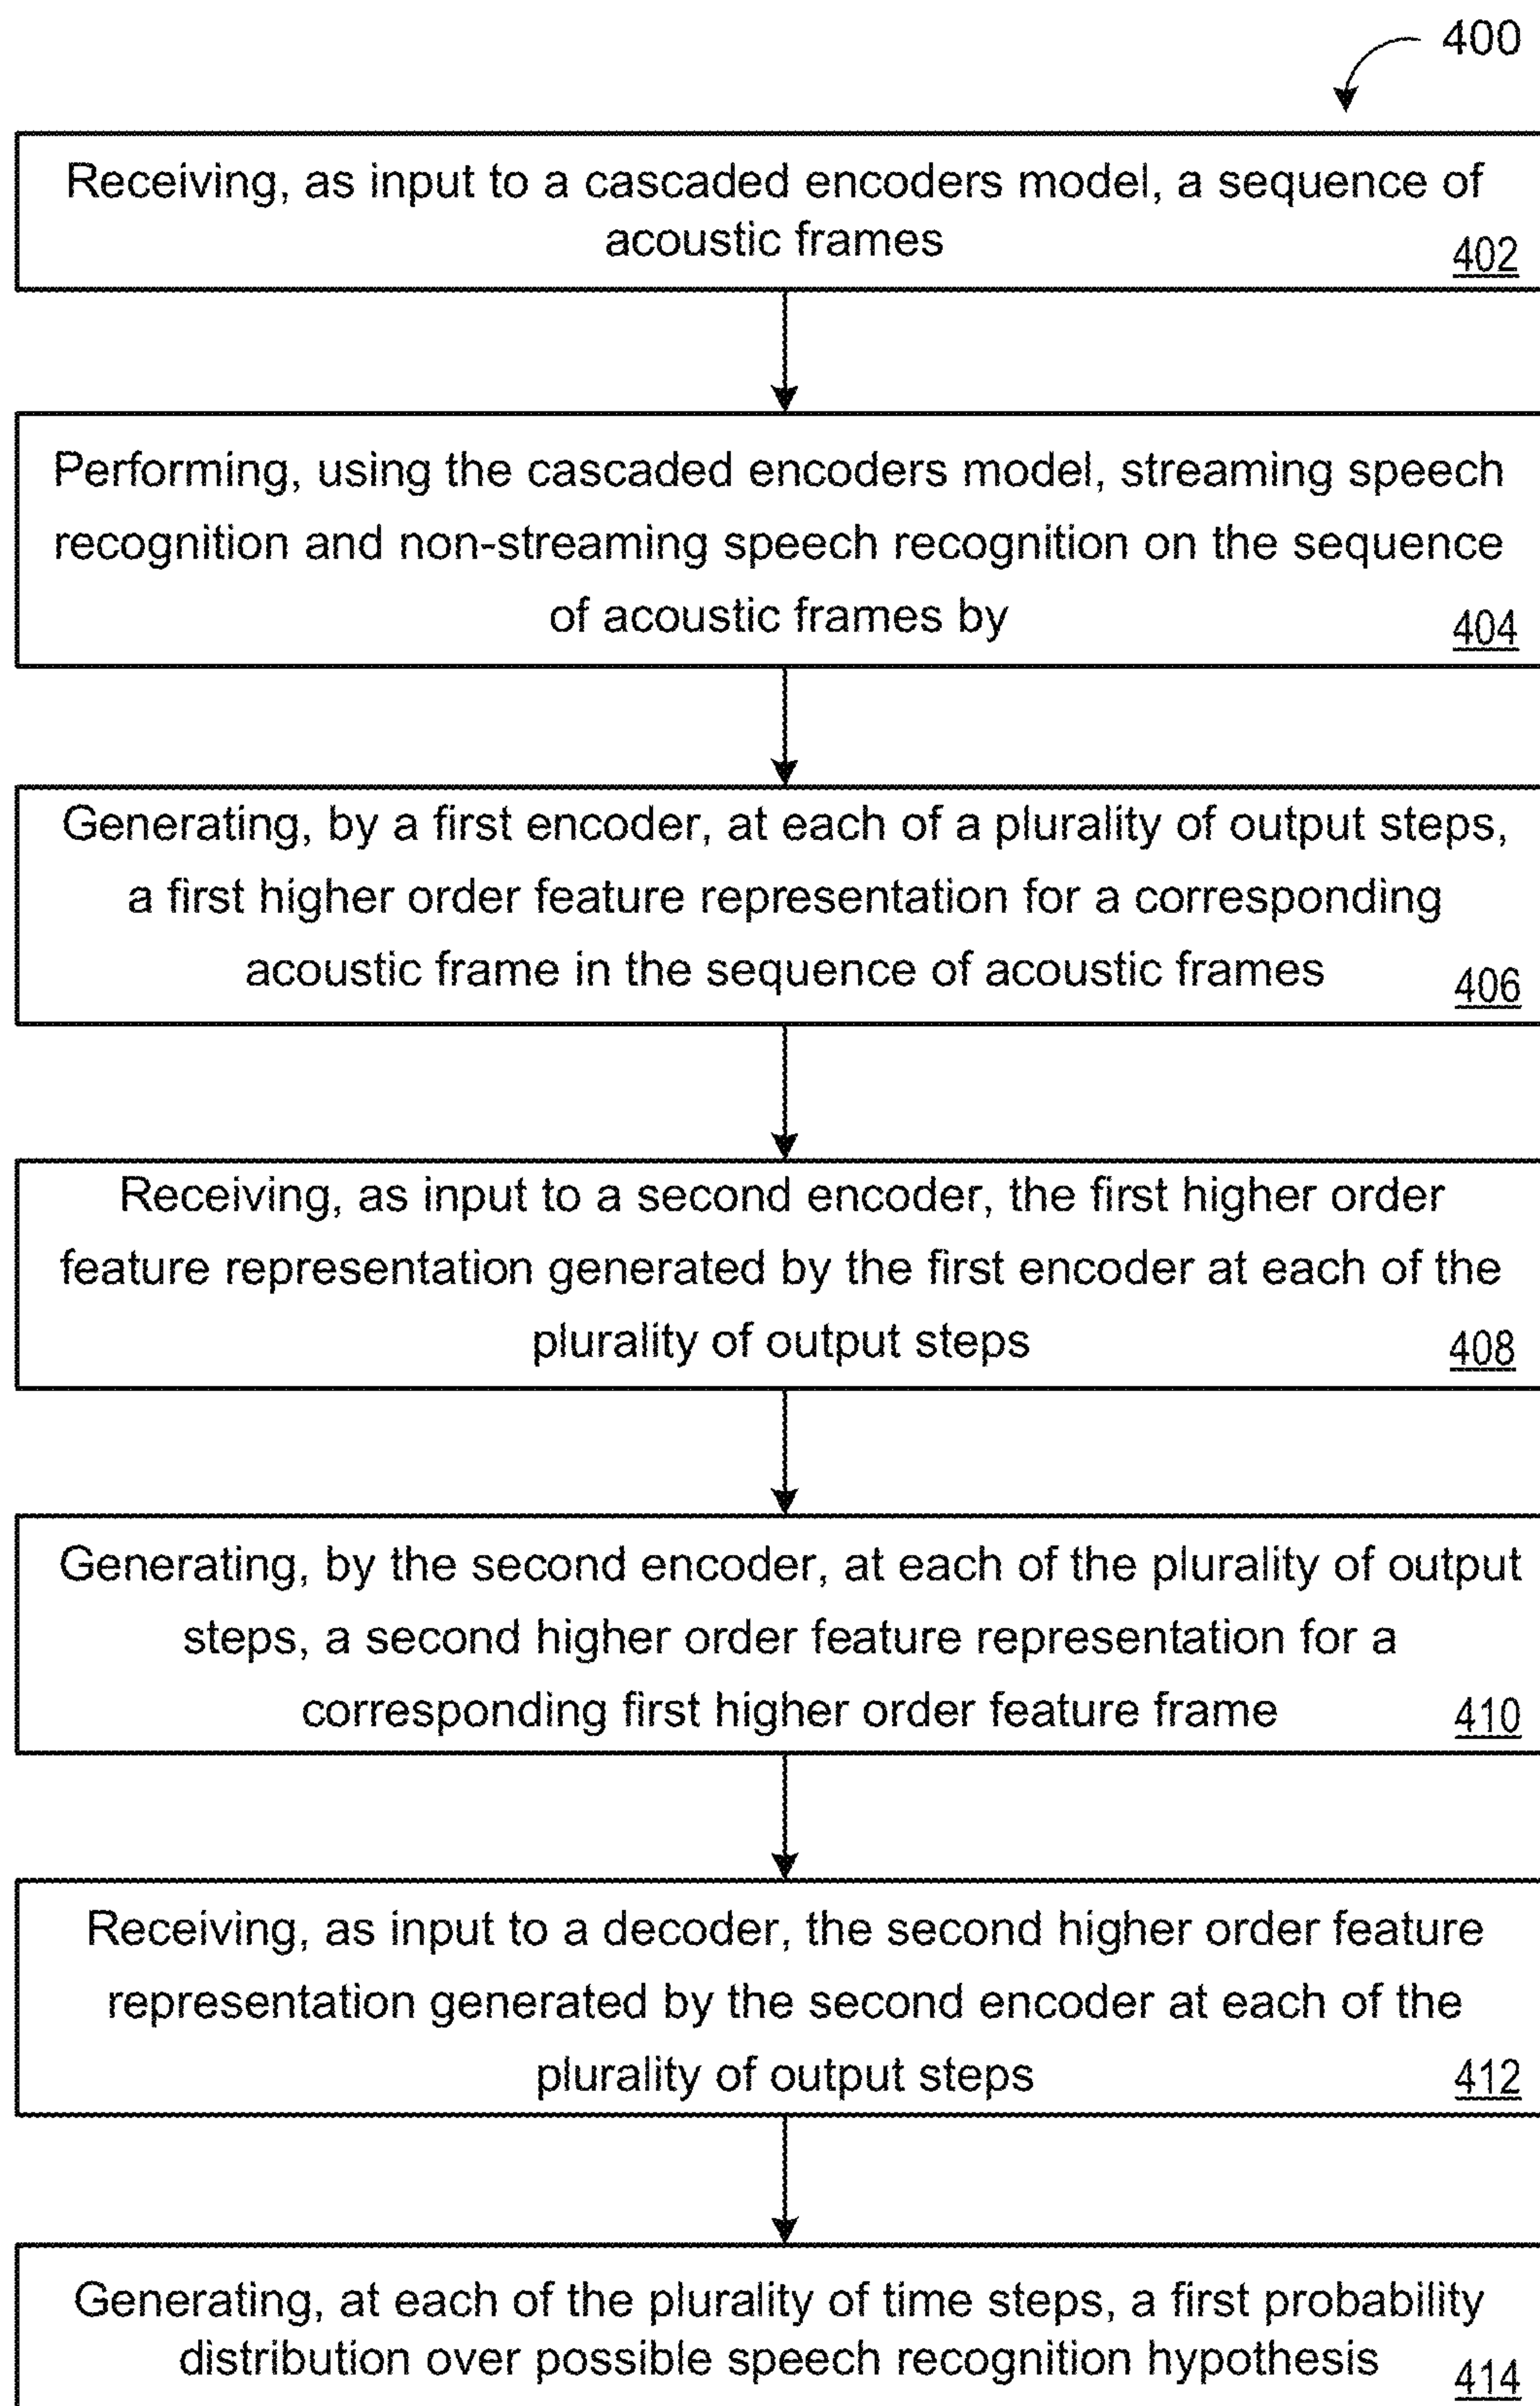 400
Receiving, as input to a cascaded encoders model, a sequence of
acoustic frames
402
Performing, using the cascaded encoders model, streaming speech
recognition and non-streaming speech recognition on the sequence
of acoustic frames by
404
Generating, by a first encoder, at each of a plurality of output steps,
a first higher order feature representation for a corresponding
acoustic frame in the sequence of acoustic frames
406
Receiving, as input to a second encoder, the first higher order
feature representation generated by the first encoder at each of the
plurality of output steps
408
Generating, by the second encoder, at each of the plurality of output
steps, a second higher order feature representation for a
corresponding first higher order feature frame
410
Receiving, as input to a decoder, the second higher order feature
representation generated by the second encoder at each of the
plurality of output steps
412
Generating, at each of the plurality of time steps, a first probability
distribution over possible speech recognition hypothesis
414